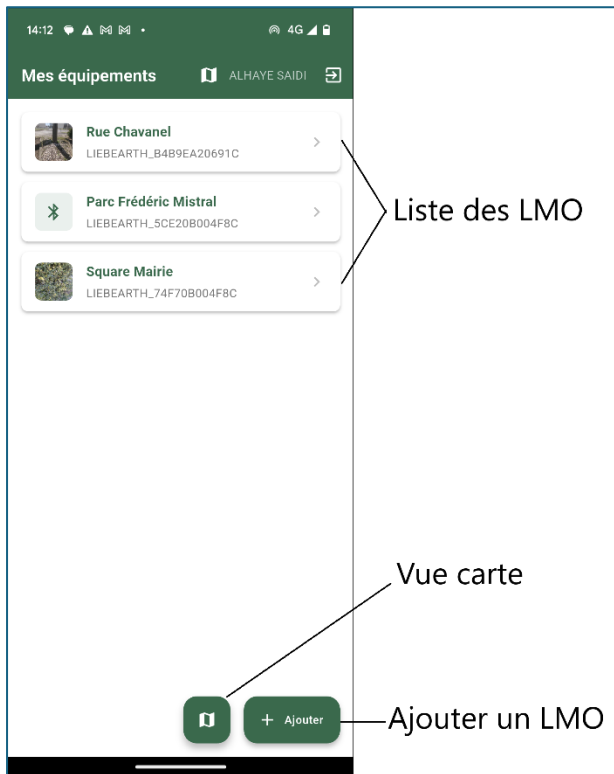 14:12 4G
Mes équipements ALHAYE SAIDI
Rue Chavanel
LIEBEARTH_B4B9EA20691C
Parc Frédéric Mistral
LIEBEARTH_5CE20B004F8C
Liste des LMO
Square Mairie
LIEBEARTH_74F70B004F8C
Vue carte
+ Ajouter
Ajouter un LMO